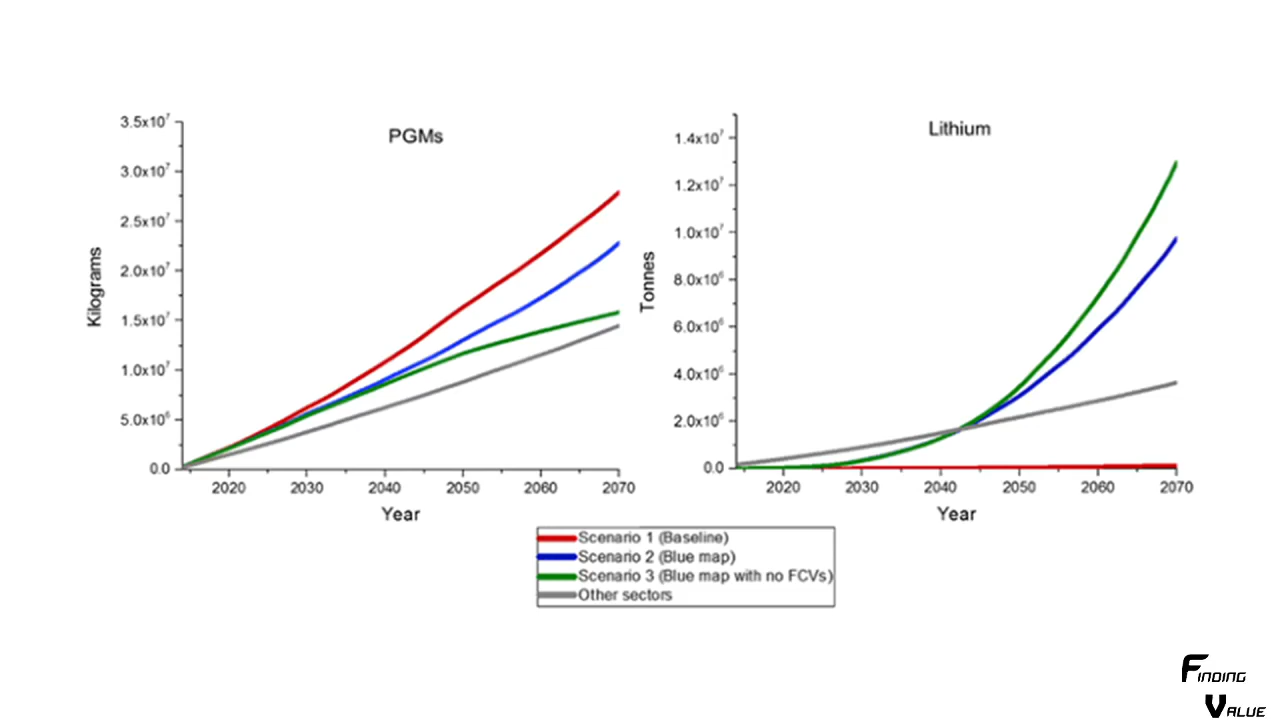 PGMs
3.5x10⁷
3.0x10⁷
2.5x10⁷
2.0x10⁷
1.5x10⁷
1.0x10⁷
5.0x10⁶
0.0
Kilograms
2020 2030 2040 2050 2060 2070
Year
Lithium
1.4x10⁷
1.2x10⁷
1.0x10⁷
8.0x10⁶
6.0x10⁶
4.0x10⁶
2.0x10⁶
0.0
Tonnes
2020 2030 2040 2050 2060 2070
Year
Scenario 1 (Baseline)
Scenario 2 (Blue map)
Scenario 3 (Blue map with no FCVs)
Other sectors
Finding
Value